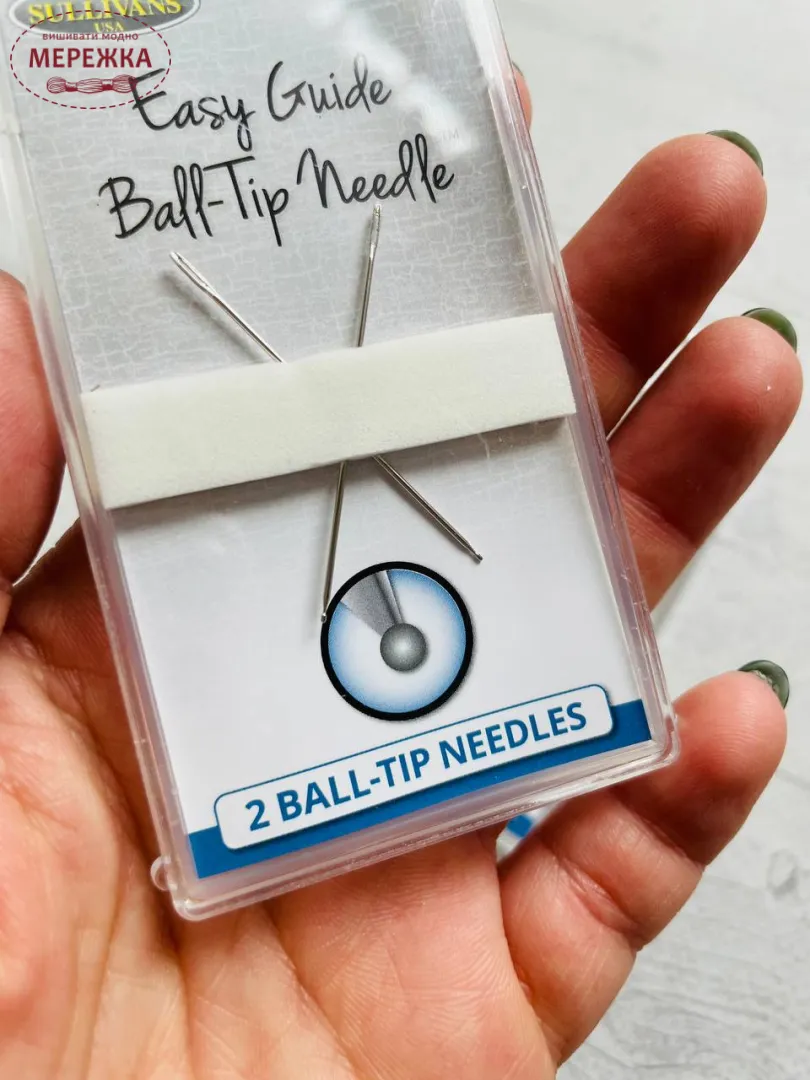 SULLIVANS
USA
вишивати модно
МЕРЕЖКА
Easy Guide
Ball-Tip Needle
2 BALL-TIP NEEDLES